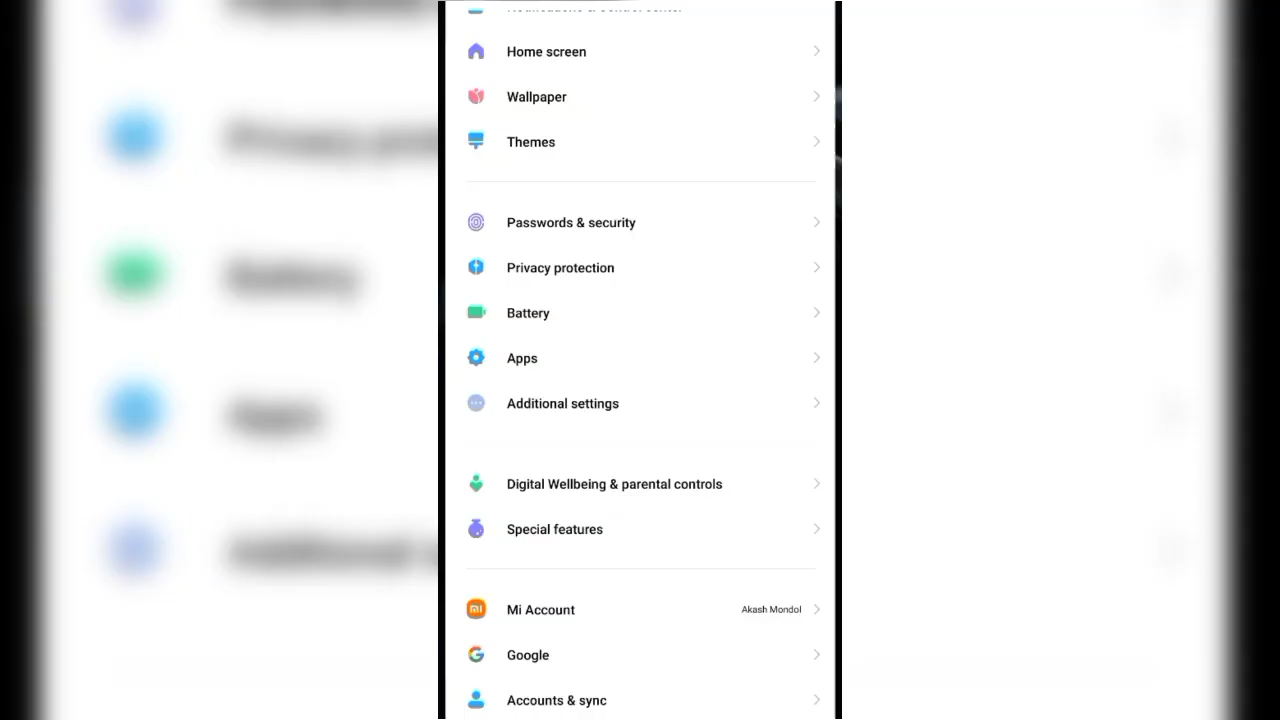 Home screen
Wallpaper
Themes
Passwords & security
Privacy protection
Battery
Apps
Additional settings
Digital Wellbeing & parental controls
Special features
Mi Account
Akash Mondol
Google
Accounts & sync